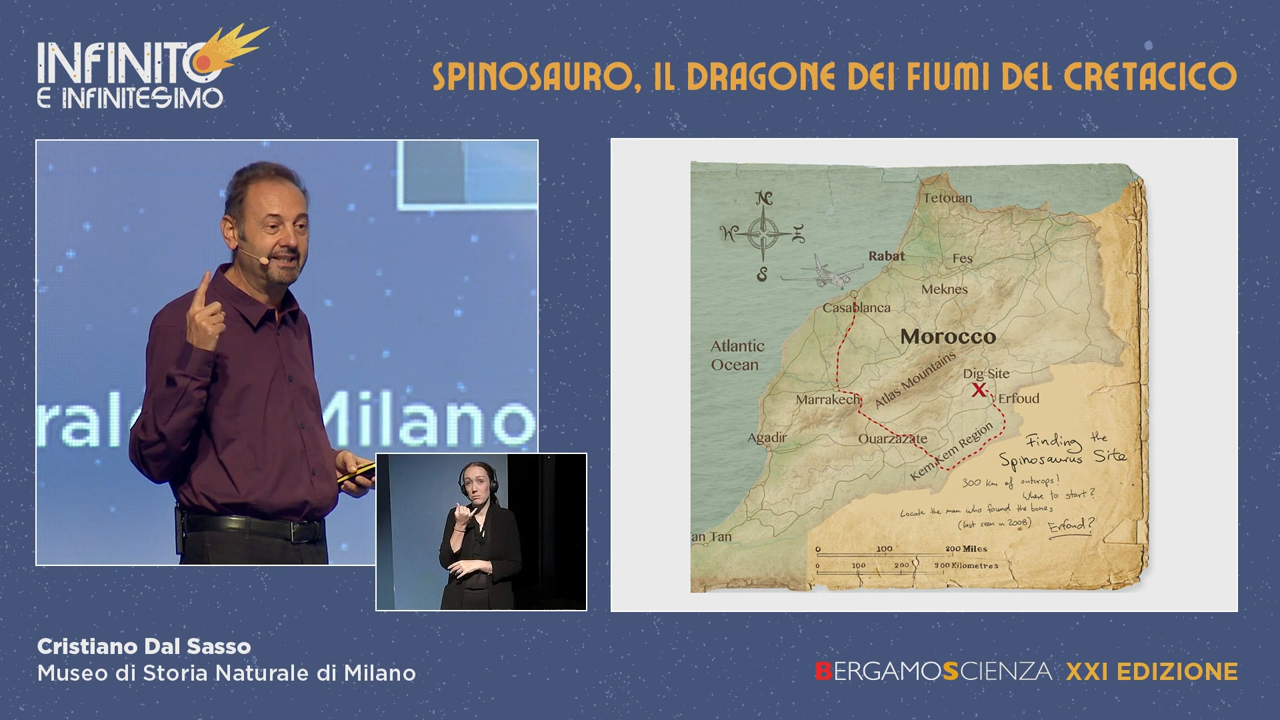 INFINITO
E INFINITESIMO
SPINOSAURO, IL DRAGONE DEI FIUMI DEL CRETACICO
rale
Milano
N
W
E
S
Tetouan
Rabat
Fes
Meknes
Casablanca
Morocco
Atlantic
Ocean
Atlas Mountains
Dig Site
X
Erfoud
Marrakech
Agadir
Ouarzazate
Kem Kem Region
Finding the
Spinosaurus Site
300 km of outcrops!
Where to start?
Locate the man who found the bones
(last seen in 2008)
Erfoud?
an Tan
0 100 200 Miles
0 100 200 300 Kilometres
Cristiano Dal Sasso
Museo di Storia Naturale di Milano
BERGAMOSCIENZA XXI EDIZIONE